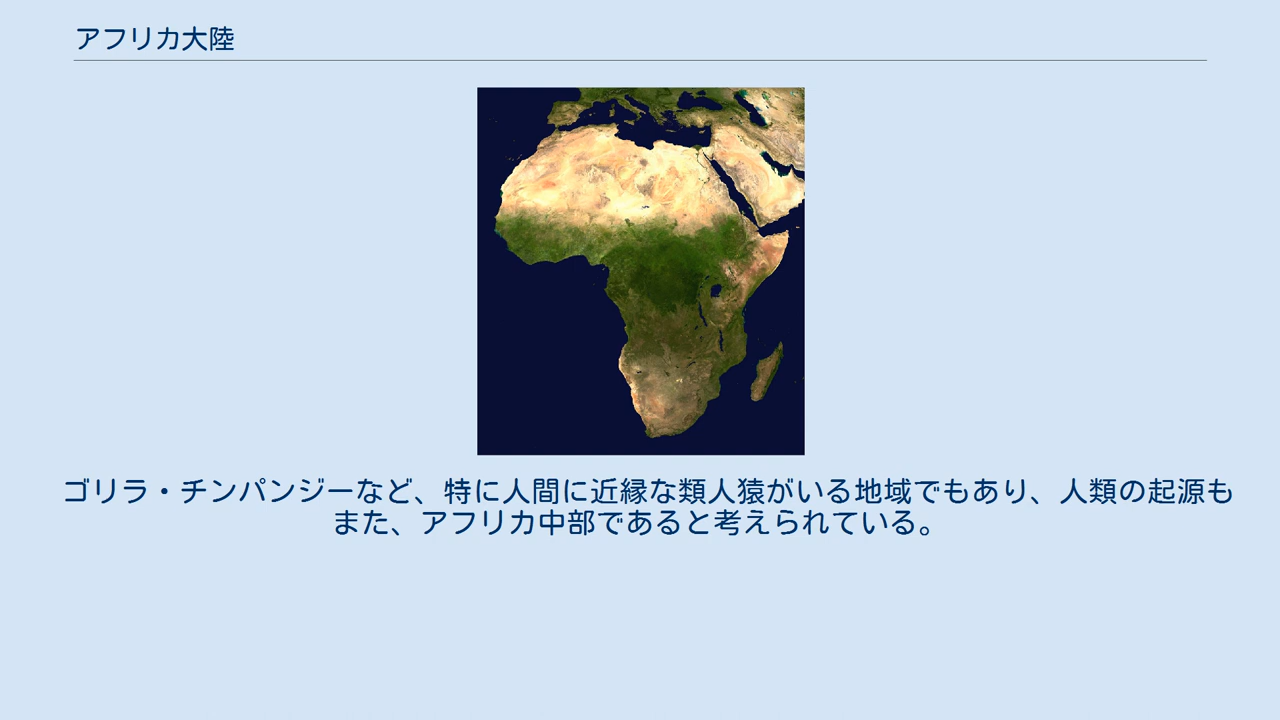 アフリカ大陸
ゴリラ・チンパンジーなど、特に人間に近縁な類人猿がいる地域でもあり、人類の起源も
また、アフリカ中部であると考えられている。